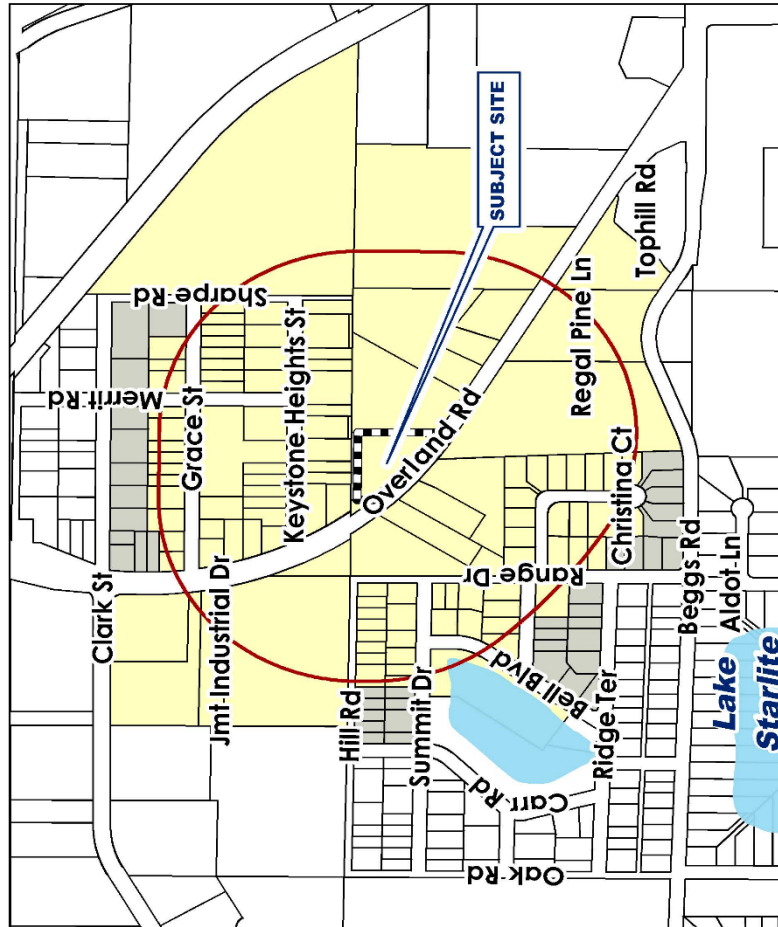 Clark St
Merrit Rd
Sharpe Rd
Grace St
Jmt Industrial Dr
Keystone Heights St
SUBJECT SITE
Hill Rd
Overland Rd
Summit Dr
Range Dr
Bell Blvd
Carr Rd
Oak Rd
Ridge Ter
Regal Pine Ln
Tophill Rd
Christina Ct
Beggs Rd
Aldot Ln
Lake
Starlite